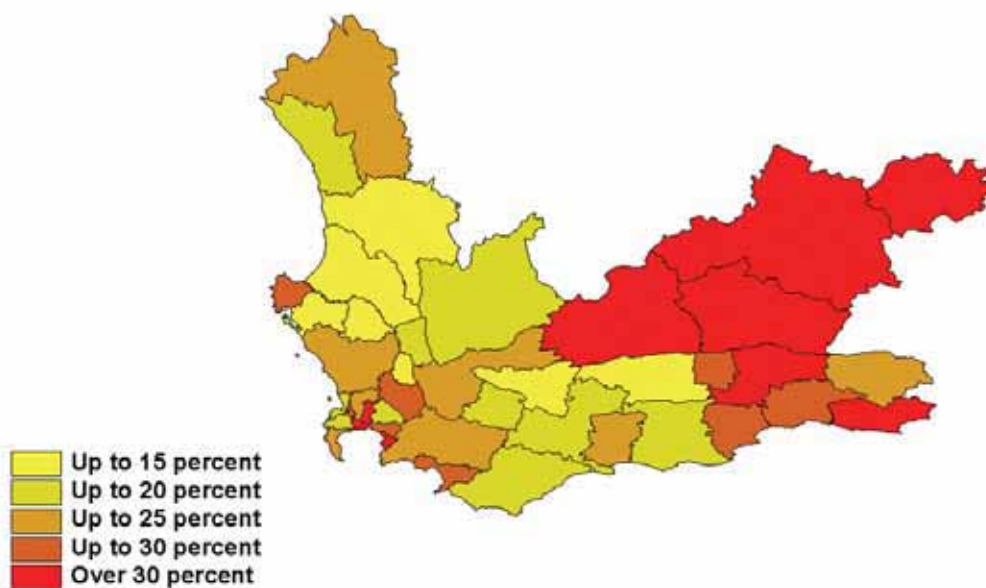 Up to 15 percent
Up to 20 percent
Up to 25 percent
Up to 30 percent
Over 30 percent